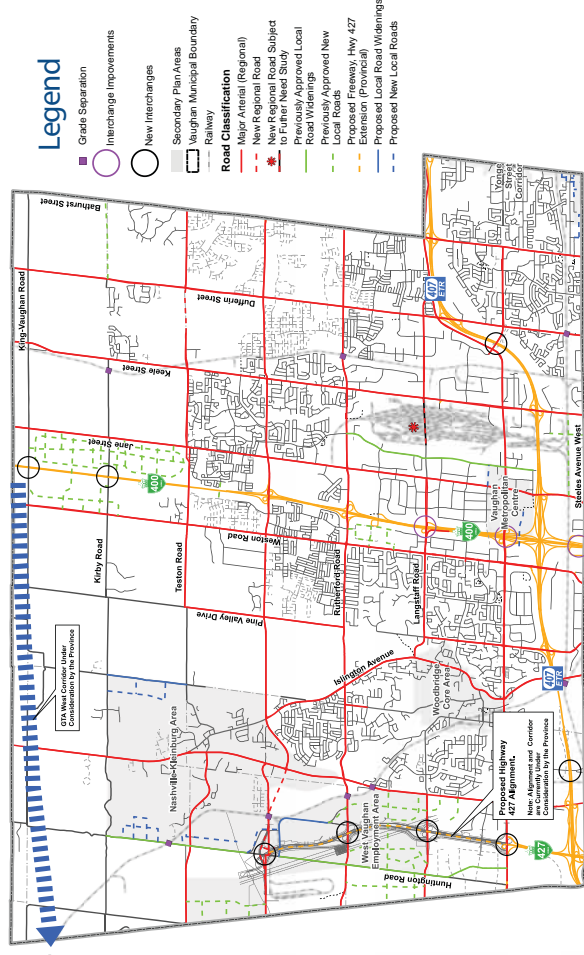 Legend
Grade Separation
Interchange Impovements
New Interchanges
Secondary Plan Areas
Vaughan Municipal Boundary
Railway
Road Classification
Major Arterial (Regional)
New Regional Road
New Regional Road Subject
to Futher Need Study
Previously Approved Local
Road Widenings
Previously Approved New
Local Roads
Proposed Freeway, Hwy 427
Extension (Provincial)
Proposed Local Road Widenings
Proposed New Local Roads
King-Vaughan Road
Bathurst Street
Dufferin Street
Keele Street
Jane Street
400
Kirby Road
Teston Road
Weston Road
Pine Valley Drive
Rutherford Road
Langstaff Road
Islington Avenue
Yonge
Street
Corridor
407
ETR
Vaughan
Metropolitan
Centre
400
Steeles Avenue West
GTA West Corridor Under
Consideration by the Province
Nashville-Kleinburg Area
Woodbridge
Core Area
407
ETR
West Vaughan
Employment Area
Huntington Road
Proposed Highway
427 Alignment.
Note: Alignment and Corridor
are Currently Under
Consideration by the Province
427